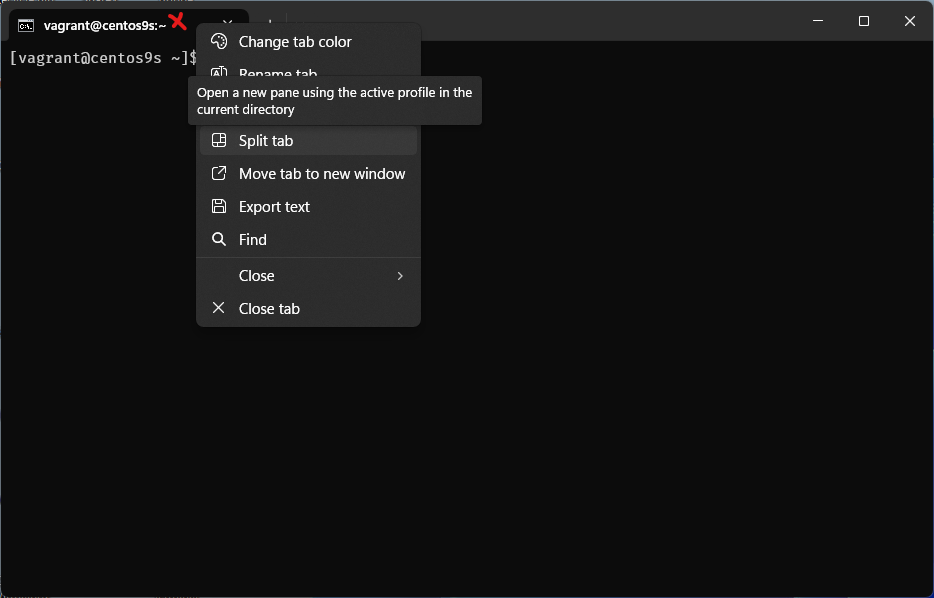 vagrant@centos9s:~
[vagrant@centos9s ~]$
Change tab color
Rename tab
Open a new pane using the active profile in the
current directory
Split tab
Move tab to new window
Export text
Find
Close
Close tab